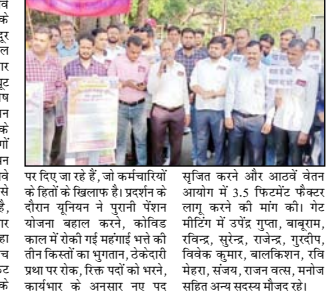 के
दूर
ल
ार
पर दिए जा रहे हैं, जो कर्मचारियों
के हितों के खिलाफ है। प्रदर्शन के
दौरान यूनियन ने पुरानी पेंशन
योजना बहाल करने, कोविड
काल में रोकी गई महंगाई भत्ते की
तीन किस्तों का भुगतान, ठेकेदारी
प्रथा पर रोक, रिक्त पदों को भरने,
कार्यभार के अनुसार नए पद
सृजित करने और आठवें वेतन
आयोग में 3.5 फिटमेंट फैक्टर
लागू करने की मांग की। गेट
मीटिंग में उपेंद्र गुप्ता, बाबूराम,
रविन्द्र, सुरेन्द्र, राजेन्द्र, गुरदीप,
विवेक कुमार, बालकिशन, रवि
मेहरा, संजय, राजन वत्स, मनोज
सहित अन्य सदस्य मौजूद रहे।